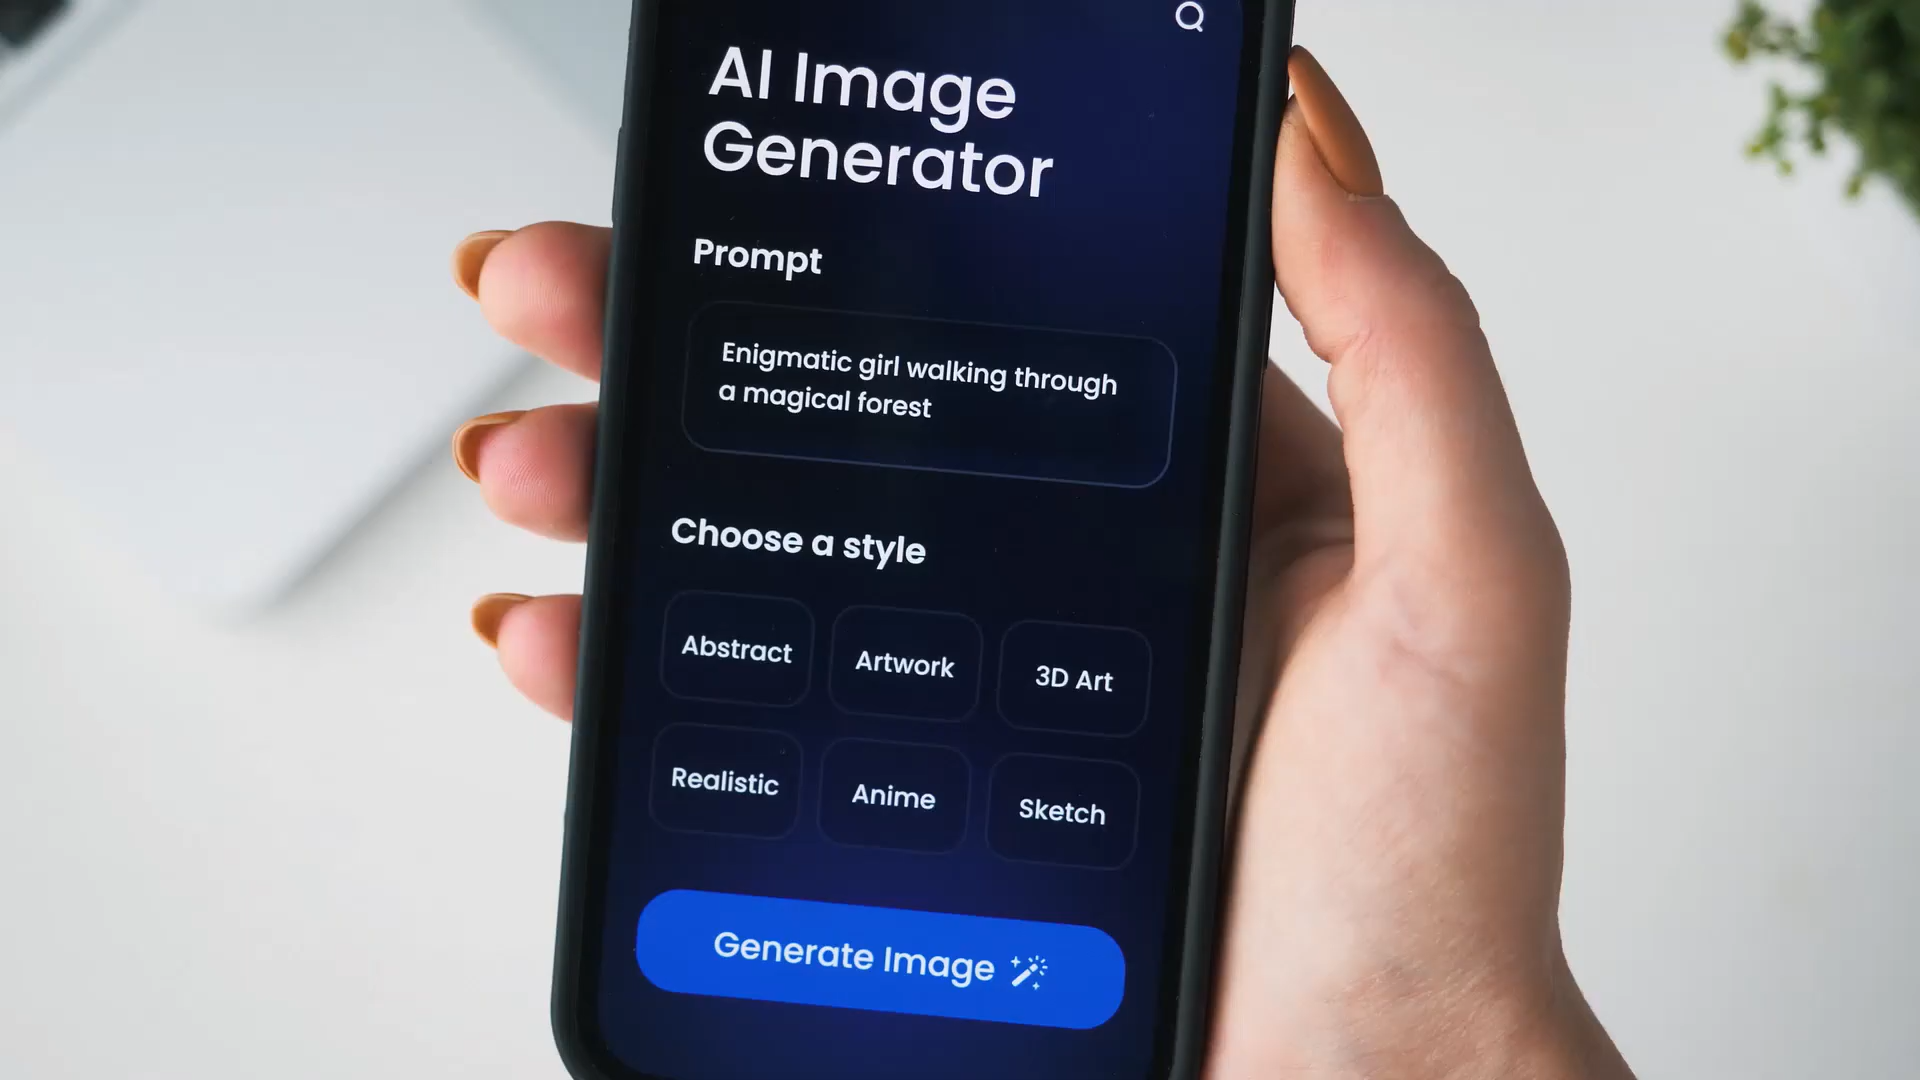 AI Image
Generator
Prompt
Enigmatic girl walking through
a magical forest
Choose a style
Abstract
Artwork
3D Art
Realistic
Anime
Sketch
Generate Image